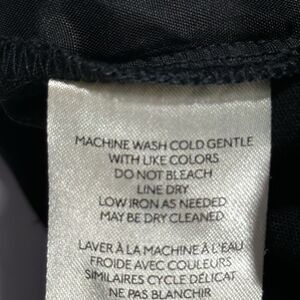 MACHINE WASH COLD GENTLE
WITH LIKE COLORS
DO NOT BLEACH
LINE DRY
LOW IRON AS NEEDED
MAY BE DRY CLEANED
LAVER À LA MACHINE À L'EAU
FROIDE AVEC COULEURS
SIMILAIRES CYCLE DÉLICAT
NE PAS BLANCHIR